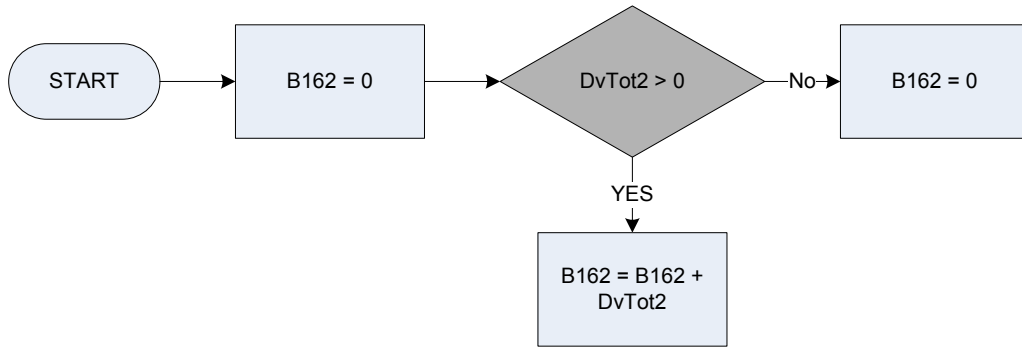 START
B162 = 0
DvTot2 > 0
No
B162 = 0
YES
B162 = B162 +
DvTot2